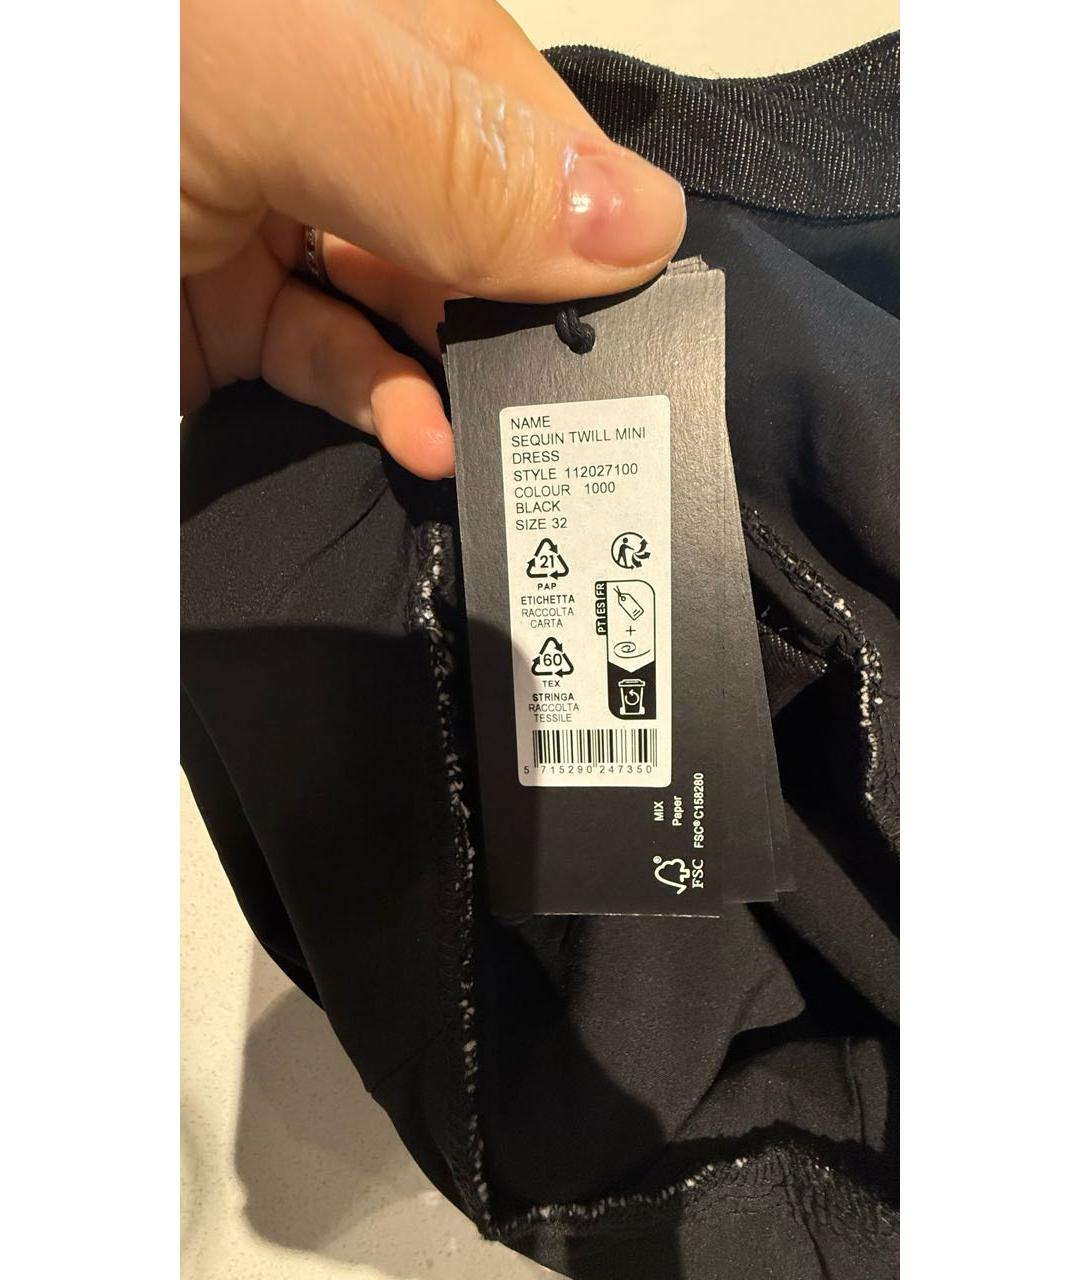 NAME
SEQUIN TWILL MINI
DRESS
STYLE 112027100
COLOUR 1000
BLACK
SIZE 32
21
PAP
ETICHETTA
RACCOLTA
CARTA
60
TEX
STRINGA
RACCOLTA
TESSILE
PT ES FR
+
5 715290 247350
MIX
Paper
FSC® C158280
FSC®